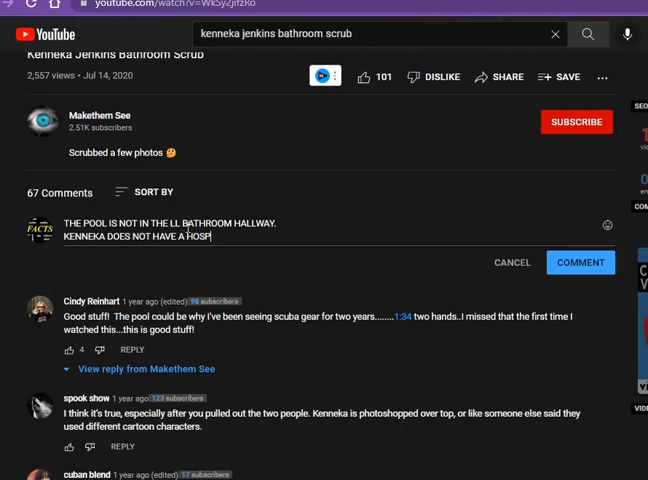 youtube.com/watch?v=WkSyZjifzRo
YouTube
kenneka jenkins bathroom scrub
Kenneka Jenkins Bathroom Scrub
2,557 views • Jul 14, 2020
101
DISLIKE
SHARE
SAVE
Makethem See
2.51K subscribers
SUBSCRIBE
Scrubbed a few photos
67 Comments
SORT BY
FACTS
THE POOL IS NOT IN THE LL BATHROOM HALLWAY.
KENNEKA DOES NOT HAVE A HOSP
CANCEL
COMMENT
Cindy Reinhart 1 year ago (edited) 98 subscribers
Good stuff! The pool could be why I've been seeing scuba gear for two years........1:34 two hands..I missed that the first time I
watched this...this is good stuff!
4
REPLY
View reply from Makethem See
spook show 1 year ago 123 subscribers
I think it's true, especially after you pulled out the two people. Kenneka is photoshopped over top, or like someone else said they
used different cartoon characters.
REPLY
cuban blend 1 year ago (edited) 17 subscribers
SEO
COM
VID